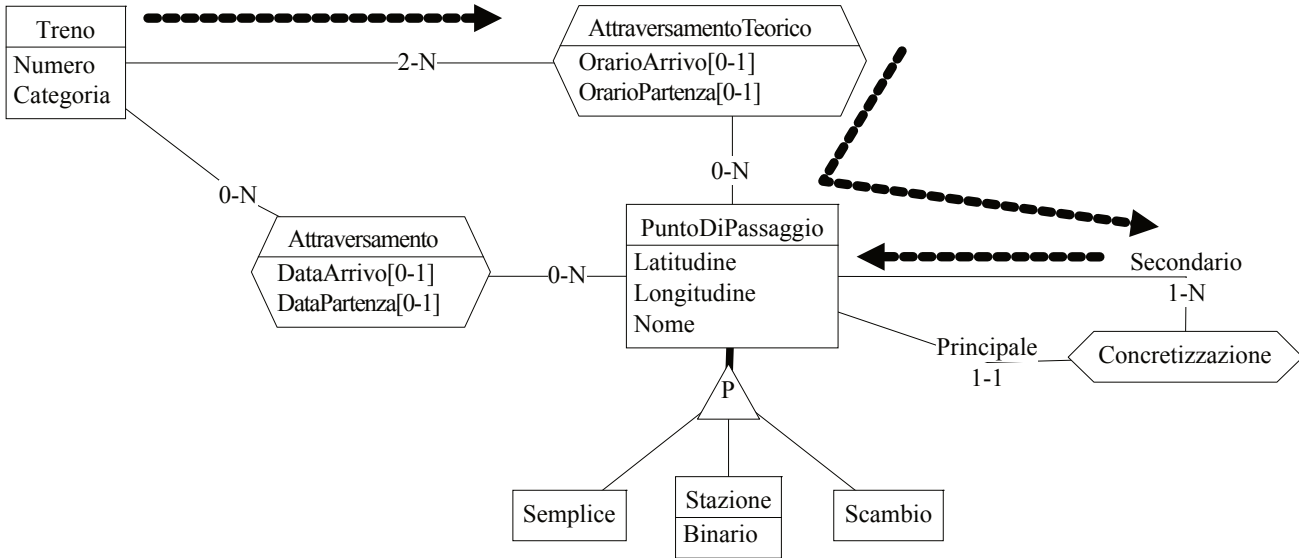 Treno
Numero
Categoria
2-N
AttraversamentoTeorico
OrarioArrivo[0-1]
OrarioPartenza[0-1]
0-N
0-N
Attraversamento
DataArrivo[0-1]
DataPartenza[0-1]
0-N
PuntoDiPassaggio
Latitudine
Longitudine
Nome
Secondario
1-N
Principale
1-1
Concretizzazione
P
Semplice
Stazione
Binario
Scambio